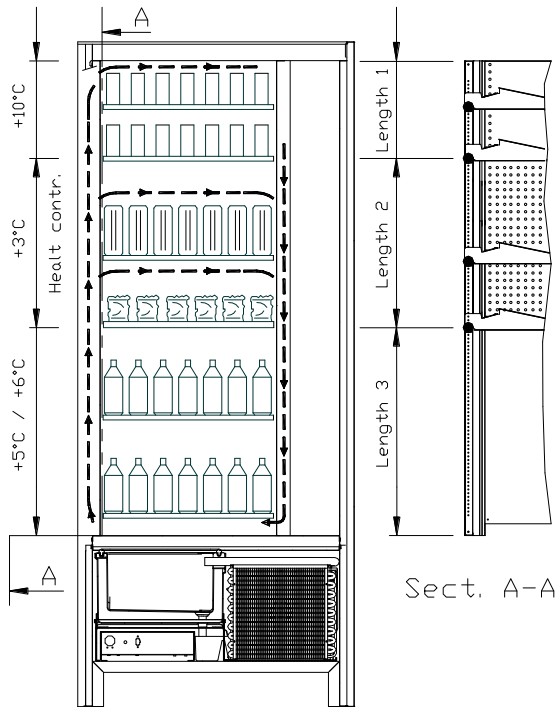 A
+10°C
Length 1
+3°C
Healt contr.
Length 2
+5°C / +6°C
Length 3
A
Sect. A-A